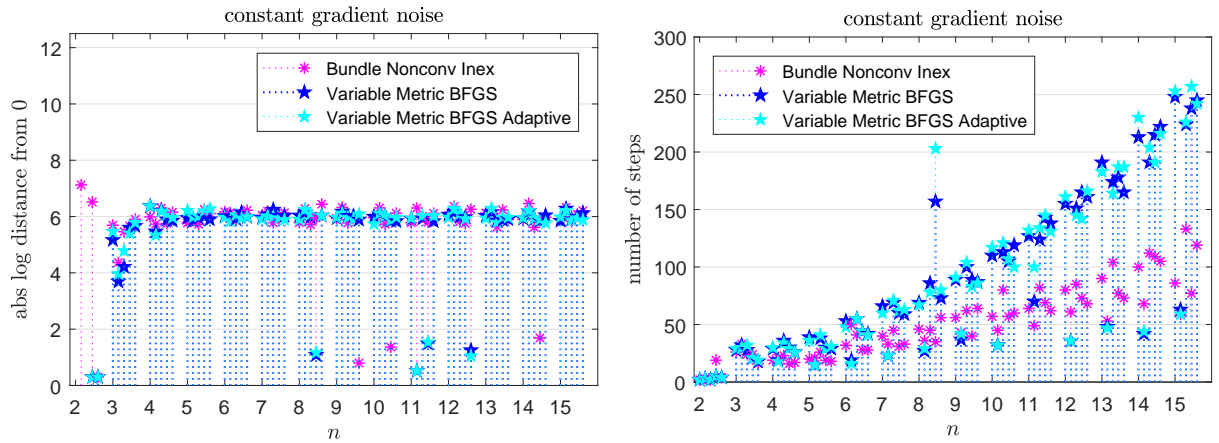 constant gradient noise
abs log distance from 0
12
10
8
6
4
2
0
Bundle Nonconv Inex
Variable Metric BFGS
Variable Metric BFGS Adaptive
2 3 4 5 6 7 8 9 10 11 12 13 14 15
n
constant gradient noise
number of steps
300
250
200
150
100
50
0
Bundle Nonconv Inex
Variable Metric BFGS
Variable Metric BFGS Adaptive
2 3 4 5 6 7 8 9 10 11 12 13 14 15
n